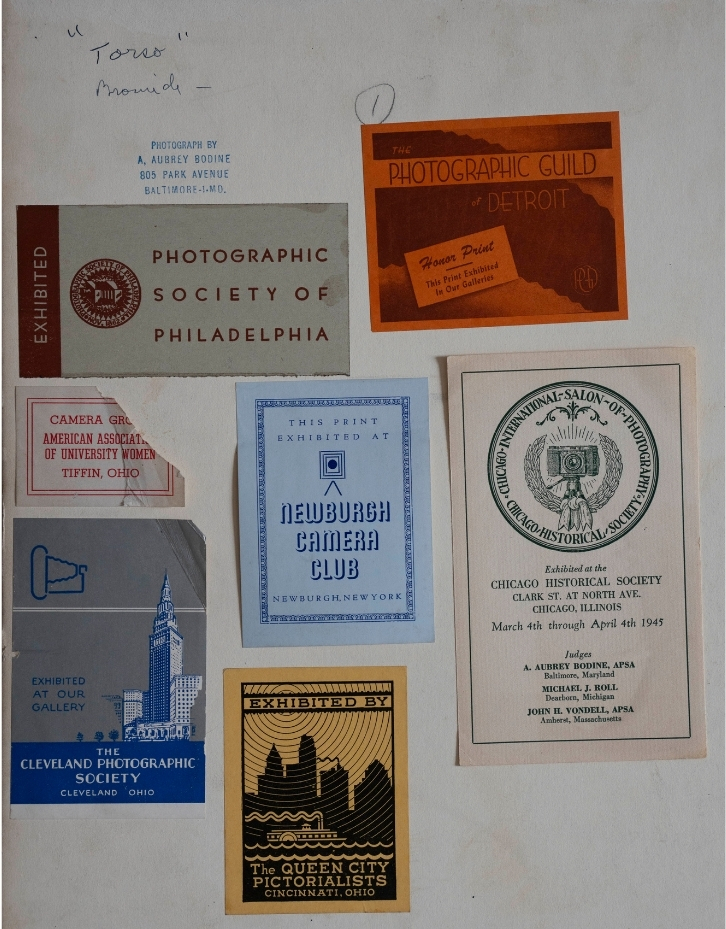 "Torso"
Bromide —
1
PHOTOGRAPH BY
A. AUBREY BODINE
805 PARK AVENUE
BALTIMORE-1-MD.
EXHIBITED
PHOTOGRAPHIC
SOCIETY OF
PHILADELPHIA
THE
PHOTOGRAPHIC GUILD
of DETROIT
Honor Print
This Print Exhibited
In Our Galleries
PGD
CAMERA GRO
AMERICAN ASSOCIATI
OF UNIVERSITY WOMEN
TIFFIN, OHIO
THIS PRINT
EXHIBITED AT
NEWBURGH
CAMERA
CLUB
NEWBURGH, NEW YORK
CHICAGO·INTERNATIONAL·SALON·OF·PHOTOGRAPHY·
CHICAGO·HISTORICAL·SOCIETY·
Exhibited at the
CHICAGO HISTORICAL SOCIETY
CLARK ST. AT NORTH AVE.
CHICAGO, ILLINOIS
March 4th through April 4th 1945
Judges
A. AUBREY BODINE, APSA
Baltimore, Maryland
MICHAEL J. ROLL
Dearborn, Michigan
JOHN H. VONDELL, APSA
Amherst, Massachusetts
EXHIBITED
AT OUR
GALLERY
THE
CLEVELAND PHOTOGRAPHIC
SOCIETY
CLEVELAND OHIO
EXHIBITED BY
The QUEEN CITY
PICTORIALISTS
CINCINNATI, OHIO